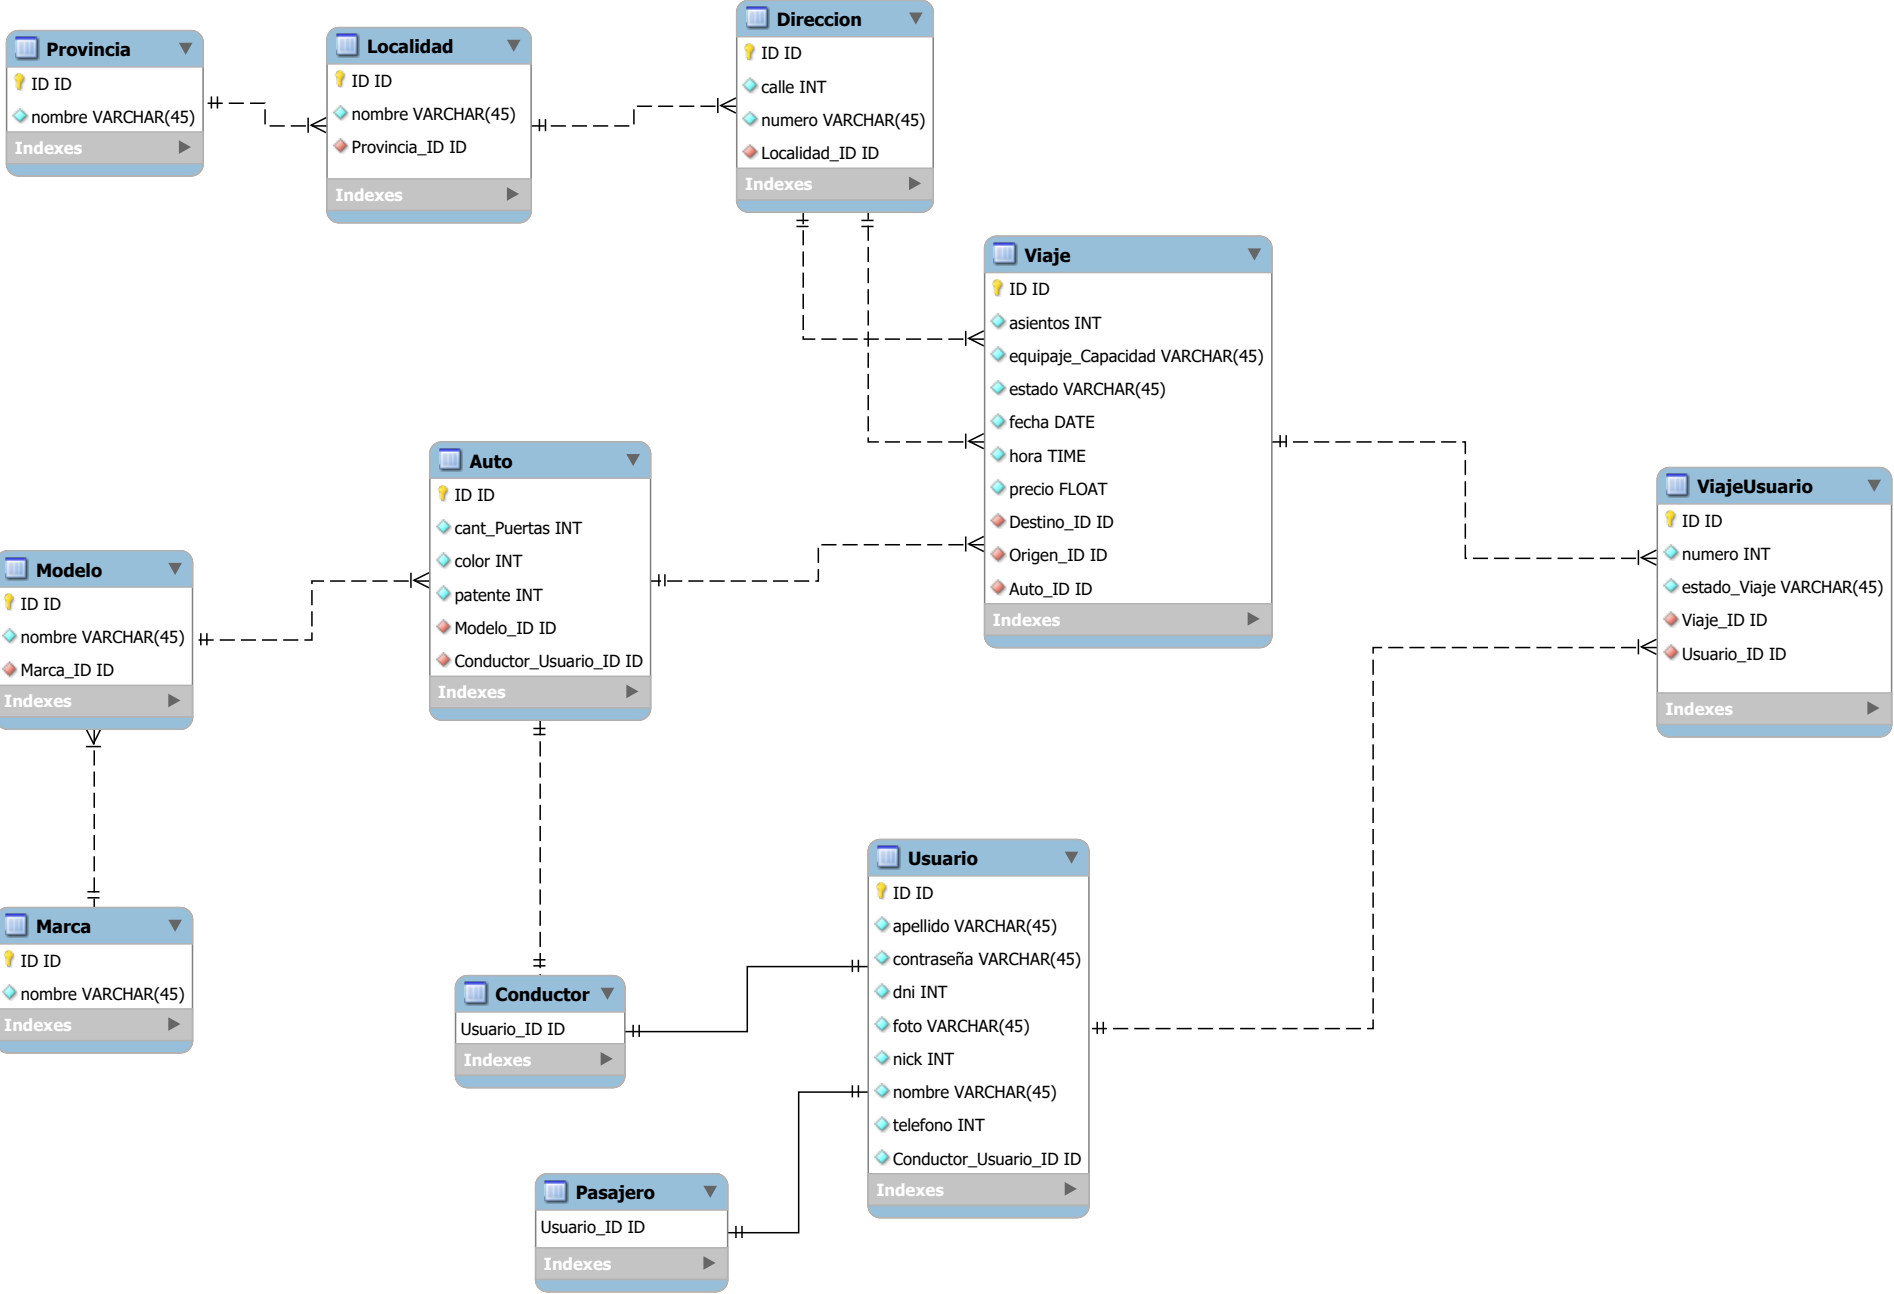 Provincia
ID ID
nombre VARCHAR(45)
Indexes
Localidad
ID ID
nombre VARCHAR(45)
Provincia_ID ID
Indexes
Direccion
ID ID
calle INT
numero VARCHAR(45)
Localidad_ID ID
Indexes
Viaje
ID ID
asientos INT
equipaje_Capacidad VARCHAR(45)
estado VARCHAR(45)
fecha DATE
hora TIME
precio FLOAT
Destino_ID ID
Origen_ID ID
Auto_ID ID
Indexes
Auto
ID ID
cant_Puertas INT
color INT
patente INT
Modelo_ID ID
Conductor_Usuario_ID ID
Indexes
ViajeUsuario
ID ID
numero INT
estado_Viaje VARCHAR(45)
Viaje_ID ID
Usuario_ID ID
Indexes
Modelo
ID ID
nombre VARCHAR(45)
Marca_ID ID
Indexes
Marca
ID ID
nombre VARCHAR(45)
Indexes
Conductor
Usuario_ID ID
Indexes
Usuario
ID ID
apellido VARCHAR(45)
contraseña VARCHAR(45)
dni INT
foto VARCHAR(45)
nick INT
nombre VARCHAR(45)
telefono INT
Conductor_Usuario_ID ID
Indexes
Pasajero
Usuario_ID ID
Indexes